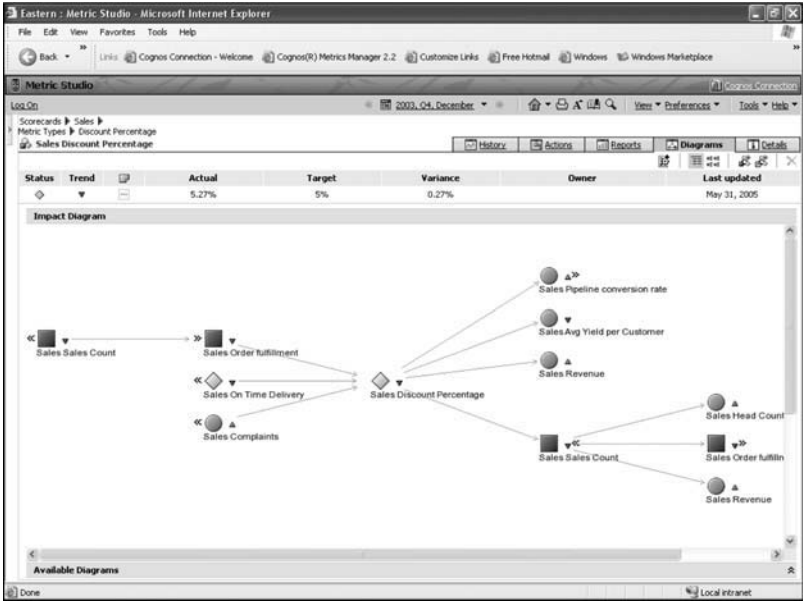 Eastern : Metric Studio - Microsoft Internet Explorer
File Edit View Favorites Tools Help
Back Links Cognos Connection - Welcome Cognos(R) Metrics Manager 2.2 Customize Links Free Hotmail Windows Windows Marketplace
Metric Studio Cognos Connection
Log On 2003, Q4, December View Preferences Tools Help
Scorecards Sales
Metric Types Discount Percentage
Sales Discount Percentage History Actions Reports Diagrams Details
Status Trend Actual Target Variance Owner Last updated
5.27% 5% 0.27% May 31, 2005
Impact Diagram
Sales Pipeline conversion rate
Sales Avg Yield per Customer
Sales Sales Count Sales Order fulfillment
Sales Revenue
Sales On Time Delivery Sales Discount Percentage
Sales Head Count
Sales Complaints
Sales Sales Count Sales Order fulfilln
Sales Revenue
Available Diagrams
Done Local intranet